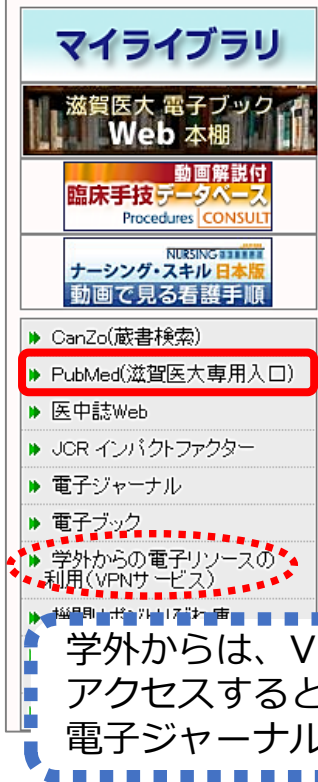 マイライブラリ
滋賀医大 電子ブック
Web 本棚
動画解説付
臨床手技データベース
Procedures CONSULT
NURSING
ナーシング・スキル 日本版
動画で見る看護手順
CanZo(蔵書検索)
PubMed(滋賀医大専用入口)
医中誌Web
JCR インパクトファクター
電子ジャーナル
電子ブック
学外からの電子リソースの
利用(VPNサービス)
学外からは、V
アクセスすると
電子ジャーナル